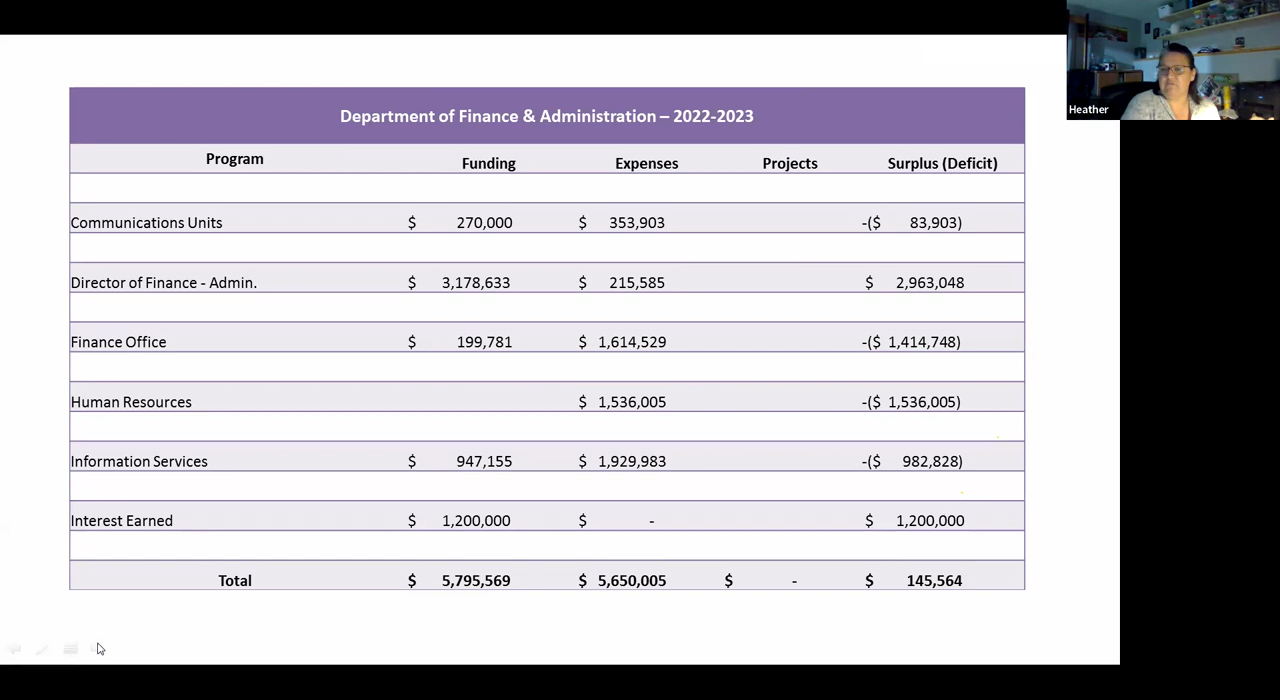 Heather
Department of Finance & Administration – 2022-2023
Program Funding Expenses Projects Surplus (Deficit)
Communications Units $ 270,000 $ 353,903 -($ 83,903)
Director of Finance - Admin. $ 3,178,633 $ 215,585 $ 2,963,048
Finance Office $ 199,781 $ 1,614,529 -($ 1,414,748)
Human Resources $ 1,536,005 -($ 1,536,005)
Information Services $ 947,155 $ 1,929,983 -($ 982,828)
Interest Earned $ 1,200,000 $ - $ 1,200,000
Total $ 5,795,569 $ 5,650,005 $ - $ 145,564